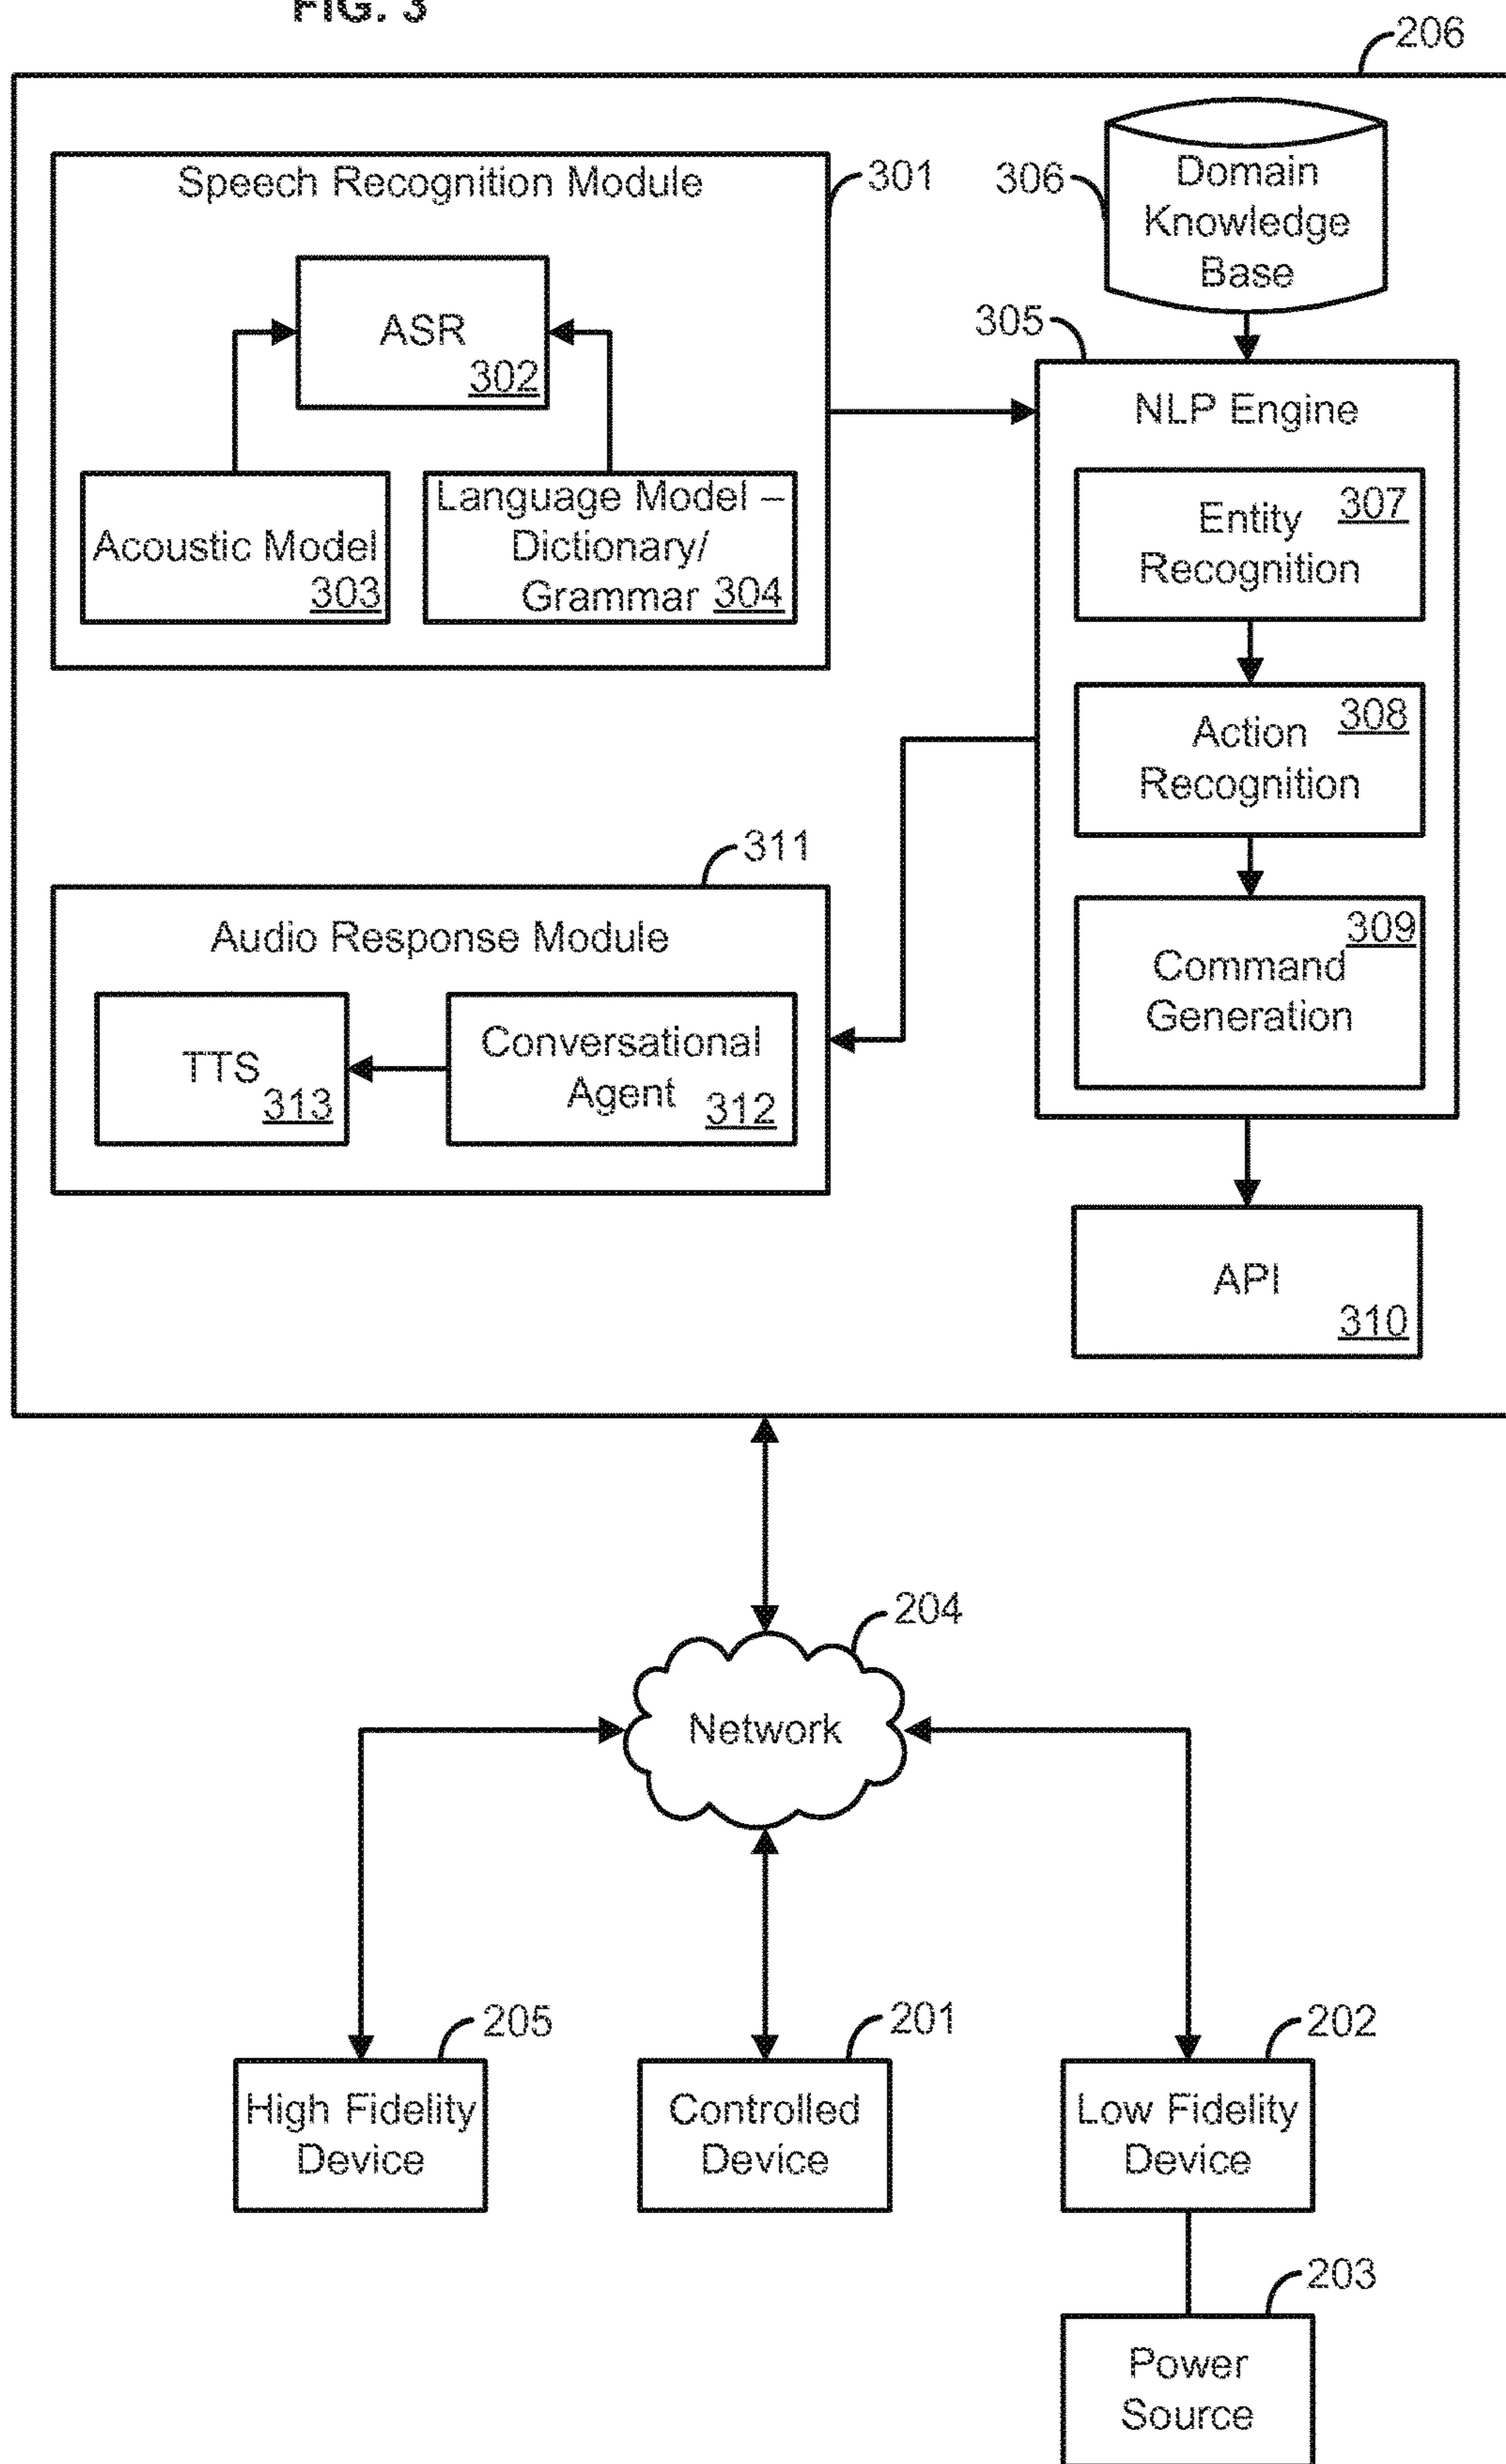 FIG. 3
206
Speech Recognition Module
301
306
Domain
Knowledge
Base
ASR
302
305
Acoustic Model
303
Language Model –
Dictionary/
Grammar 304
NLP Engine
307
Entity
Recognition
308
Action
Recognition
309
Command
Generation
311
Audio Response Module
TTS
313
Conversational
Agent 312
API
310
204
Network
205
High Fidelity
Device
201
Controlled
Device
202
Low Fidelity
Device
203
Power
Source